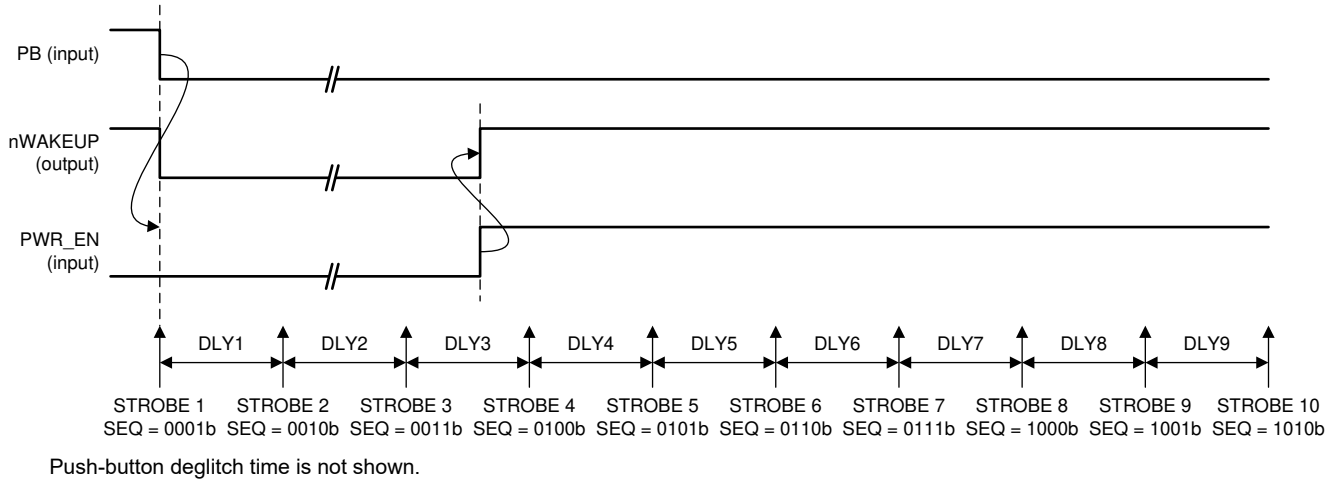 PB (input)
nWAKEUP
(output)
PWR_EN
(input)
DLY1 DLY2 DLY3 DLY4 DLY5 DLY6 DLY7 DLY8 DLY9
STROBE 1 STROBE 2 STROBE 3 STROBE 4 STROBE 5 STROBE 6 STROBE 7 STROBE 8 STROBE 9 STROBE 10
SEQ = 0001b SEQ = 0010b SEQ = 0011b SEQ = 0100b SEQ = 0101b SEQ = 0110b SEQ = 0111b SEQ = 1000b SEQ = 1001b SEQ = 1010b
Push-button deglitch time is not shown.